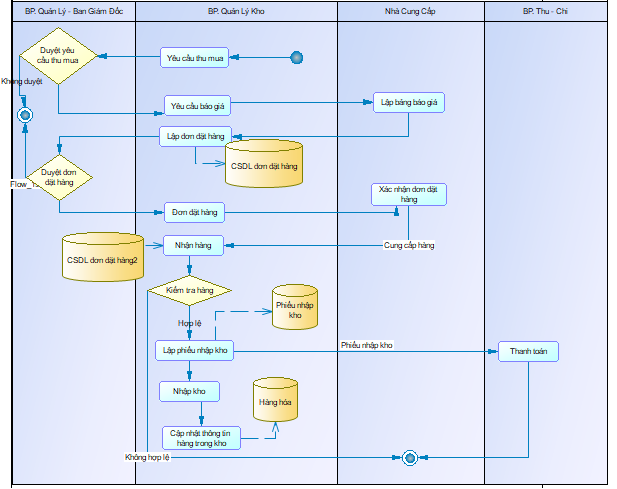 BP. Quản Lý - Ban Giám Đốc
BP. Quản Lý Kho
Nhà Cung Cấp
BP. Thu - Chi
Duyệt yêu
cầu thu mua
Yêu cầu thu mua
Không duyệt
Yêu cầu báo giá
Lập bảng báo giá
Lập đơn đặt hàng
CSDL đơn đặt hàng
Duyệt đơn
đặt hàng
Xác nhận đơn đặt
hàng
Đơn đặt hàng
Cung cấp hàng
CSDL đơn đặt hàng2
Nhận hàng
Kiểm tra hàng
Phiếu nhập
kho
Hợp lệ
Lập phiếu nhập kho
Phiếu nhập kho
Thanh toán
Nhập kho
Hàng hóa
Cập nhật thông tin
hàng trong kho
Không hợp lệ